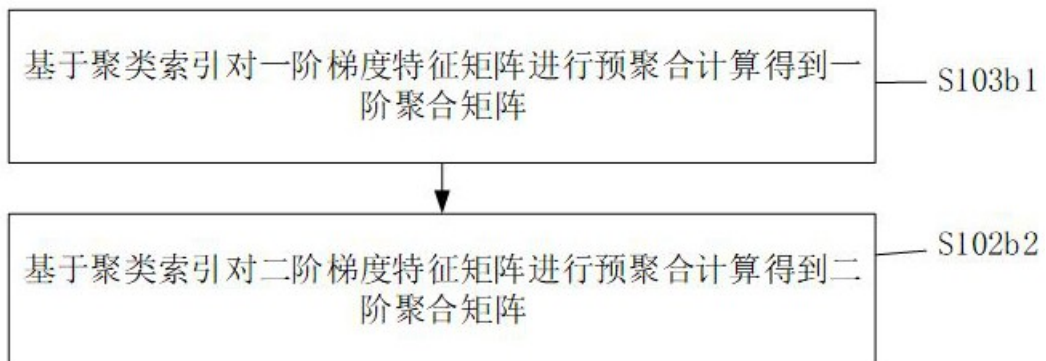 基于聚类索引对一阶梯度特征矩阵进行预聚合计算得到一
阶聚合矩阵
S103b1
基于聚类索引对二阶梯度特征矩阵进行预聚合计算得到二
阶聚合矩阵
S102b2